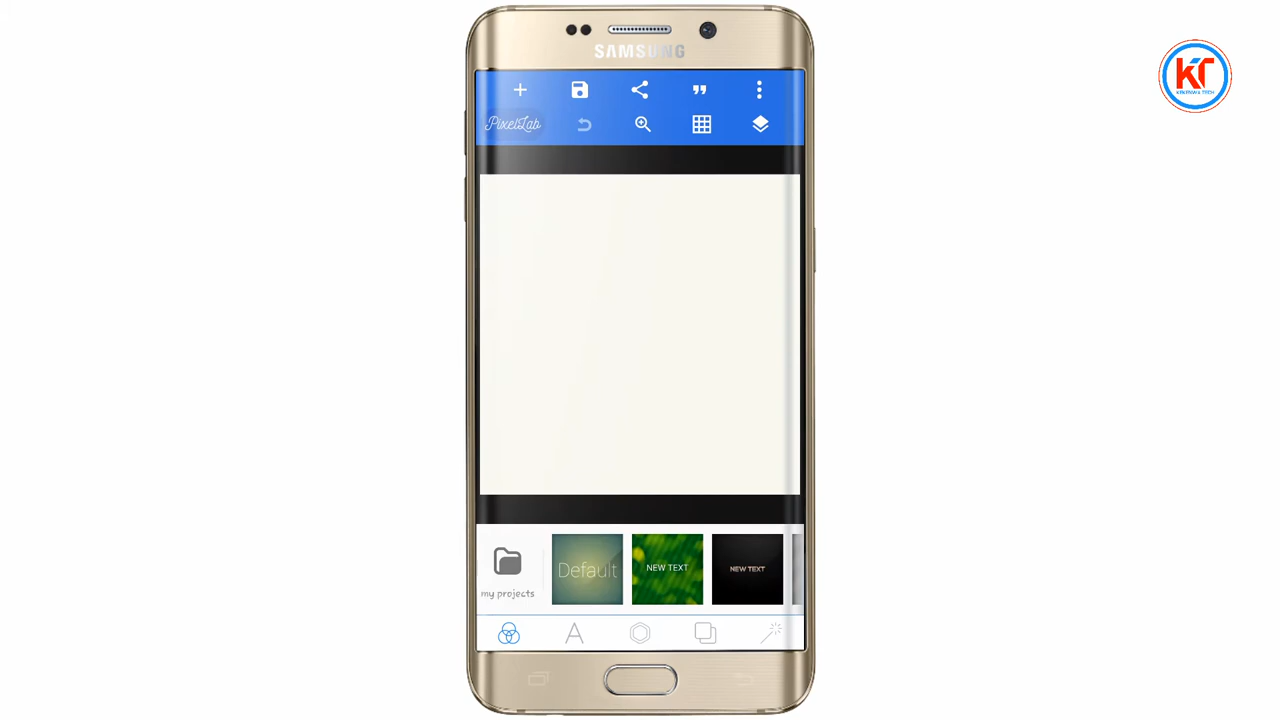 SAMSUNG
KT
PixelLab
my projects
Default
NEW TEXT
NEW TEXT